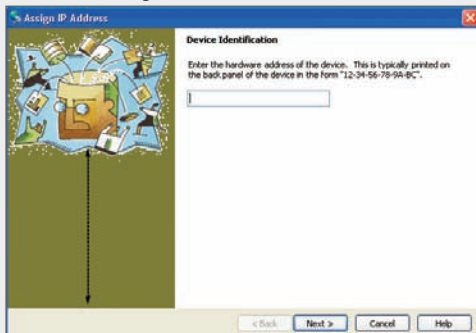 Assign IP Address
Device Identification
Enter the hardware address of the device. This is typically printed on
the back panel of the device in the form "12-34-56-78-9A-BC".
< Back
Next >
Cancel
Help